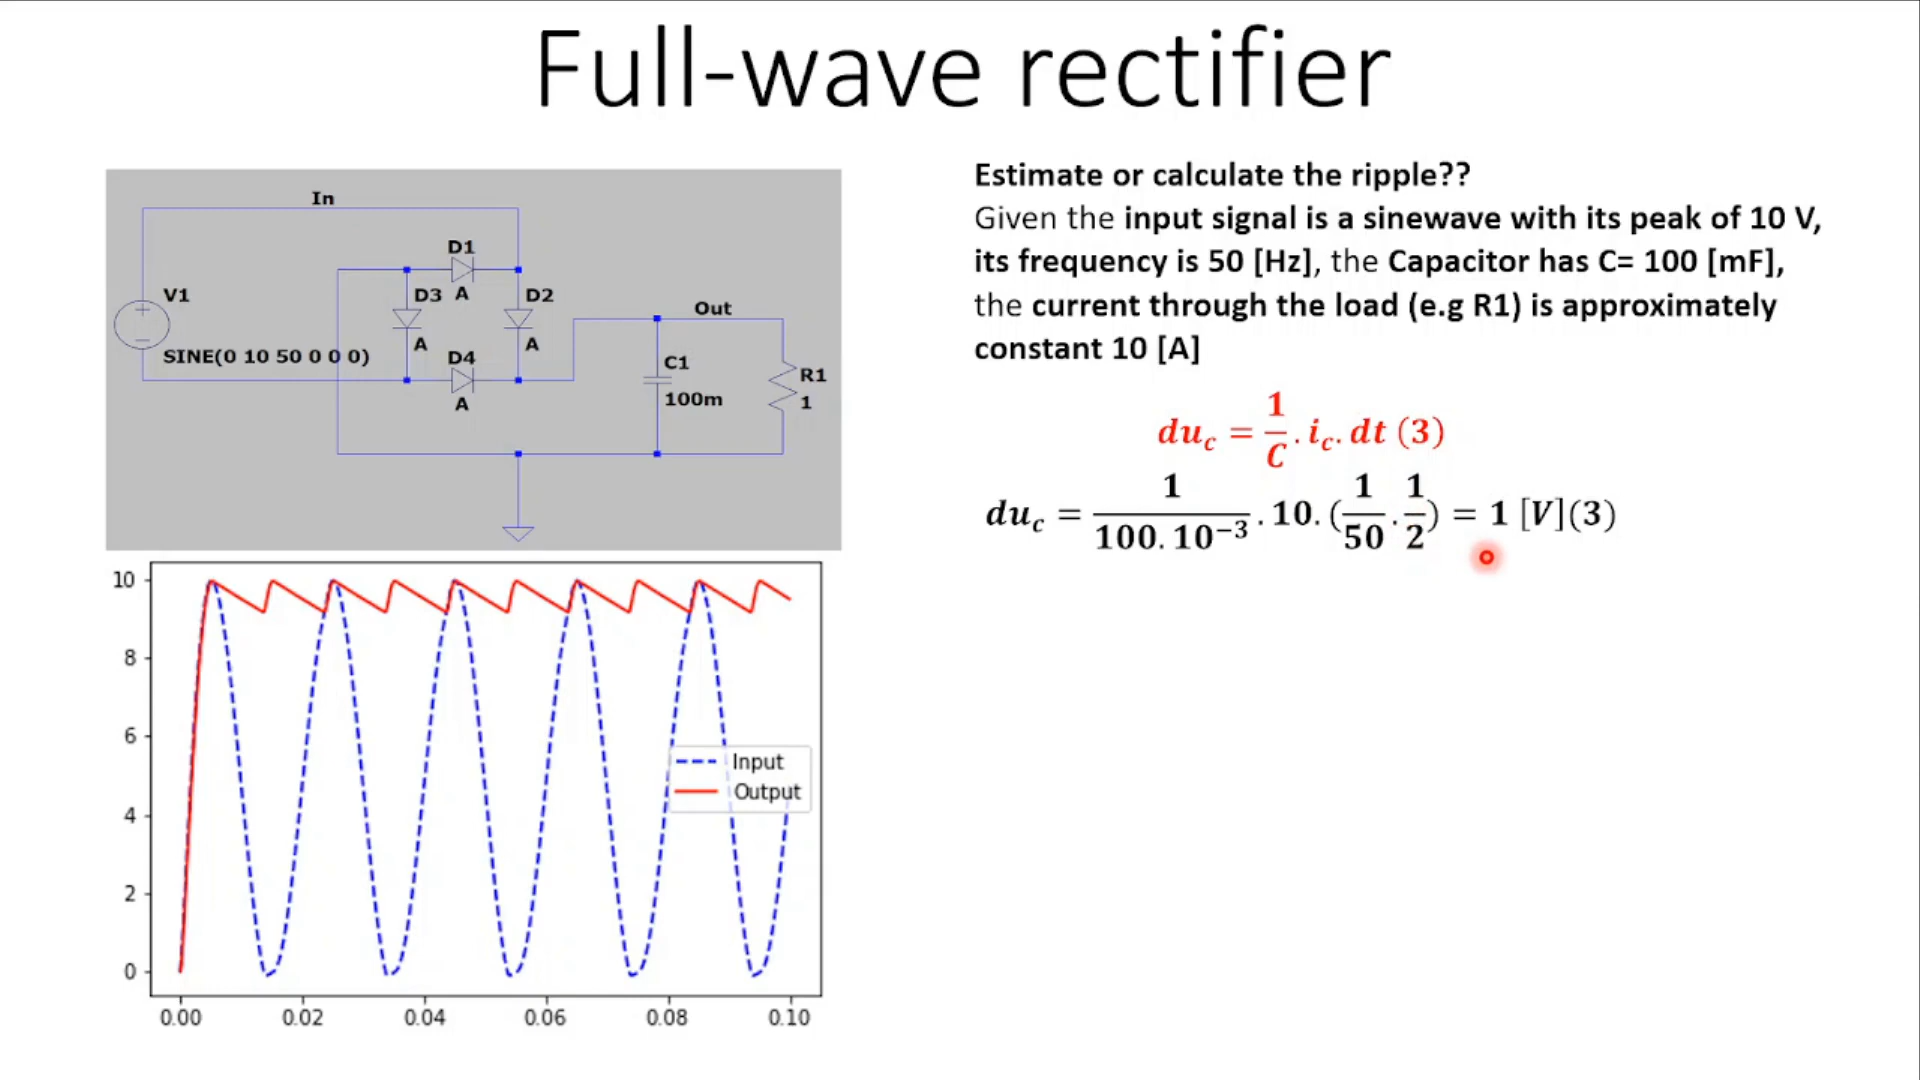 Full-wave rectifier
In
D1
A
D3
D2
V1
A
A
SINE(0 10 50 0 0 0)
D4
A
Out
C1
100m
R1
1
Estimate or calculate the ripple??
Given the input signal is a sinewave with its peak of 10 V,
its frequency is 50 [Hz], the Capacitor has C= 100 [mF],
the current through the load (e.g R1) is approximately
constant 10 [A]
du_c = 1/C . i_c. dt (3)
du_c = 1/(100. 10^−3) . 10. (1/50 . 1/2) = 1 [V](3)
10
8
6
4
2
0
Input
Output
0.00 0.02 0.04 0.06 0.08 0.10